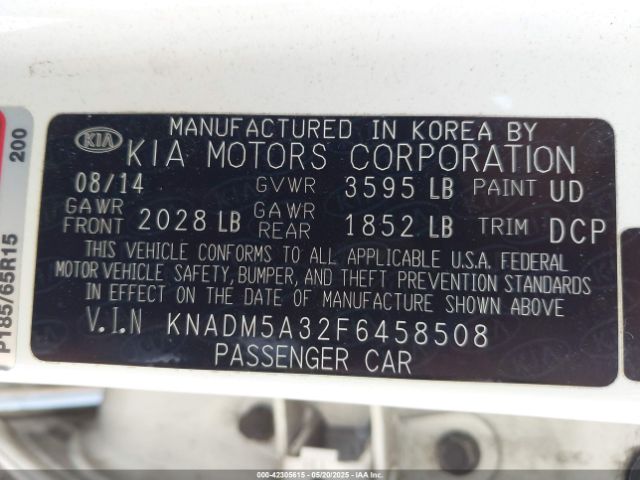 MANUFACTURED IN KOREA BY
KIA KIA MOTORS CORPORATION
08/14 GVWR 3595 LB PAINT UD
GAWR FRONT 2028 LB GAWR REAR 1852 LB TRIM DCP
THIS VEHICLE CONFORMS TO ALL APPLICABLE U.S.A. FEDERAL
MOTOR VEHICLE SAFETY, BUMPER, AND THEFT PREVENTION STANDARDS
IN EFFECT ON THE DATE OF MANUFACTURE SHOWN ABOVE
V.I.N KNADM5A32F6458508
PASSENGER CAR
200
P185/65R15
000-42305615 - 05/20/2025 - IAA Inc.